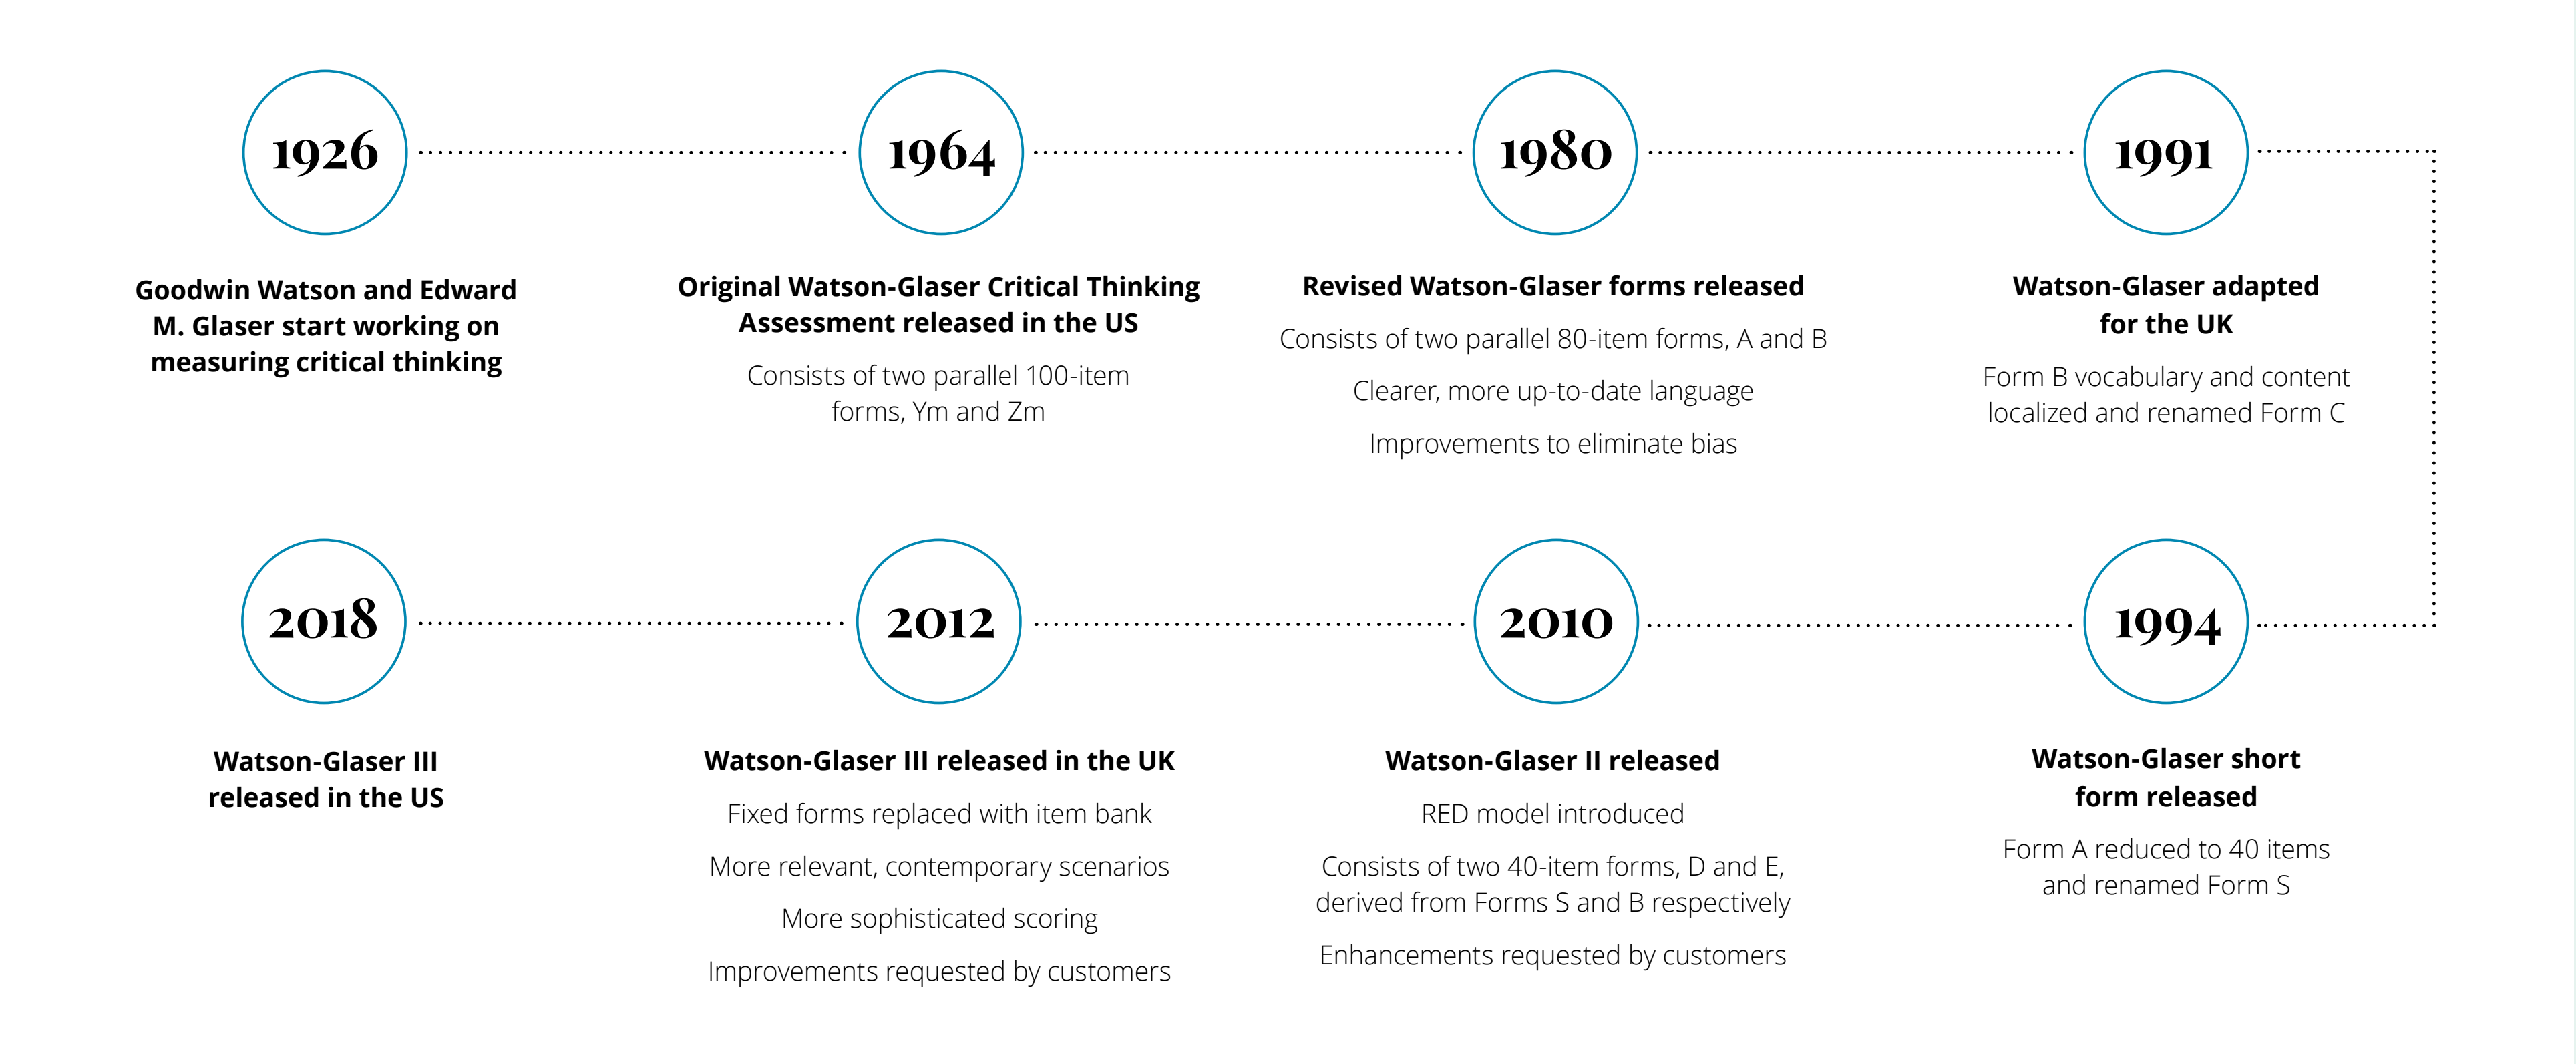 1926
Goodwin Watson and Edward
M. Glaser start working on
measuring critical thinking
1964
Original Watson-Glaser Critical Thinking
Assessment released in the US
Consists of two parallel 100-item
forms, Ym and Zm
1980
Revised Watson-Glaser forms released
Consists of two parallel 80-item forms, A and B
Clearer, more up-to-date language
Improvements to eliminate bias
1991
Watson-Glaser adapted
for the UK
Form B vocabulary and content
localized and renamed Form C
1994
Watson-Glaser short
form released
Form A reduced to 40 items
and renamed Form S
2010
Watson-Glaser II released
RED model introduced
Consists of two 40-item forms, D and E,
derived from Forms S and B respectively
Enhancements requested by customers
2012
Watson-Glaser III released in the UK
Fixed forms replaced with item bank
More relevant, contemporary scenarios
More sophisticated scoring
Improvements requested by customers
2018
Watson-Glaser III
released in the US